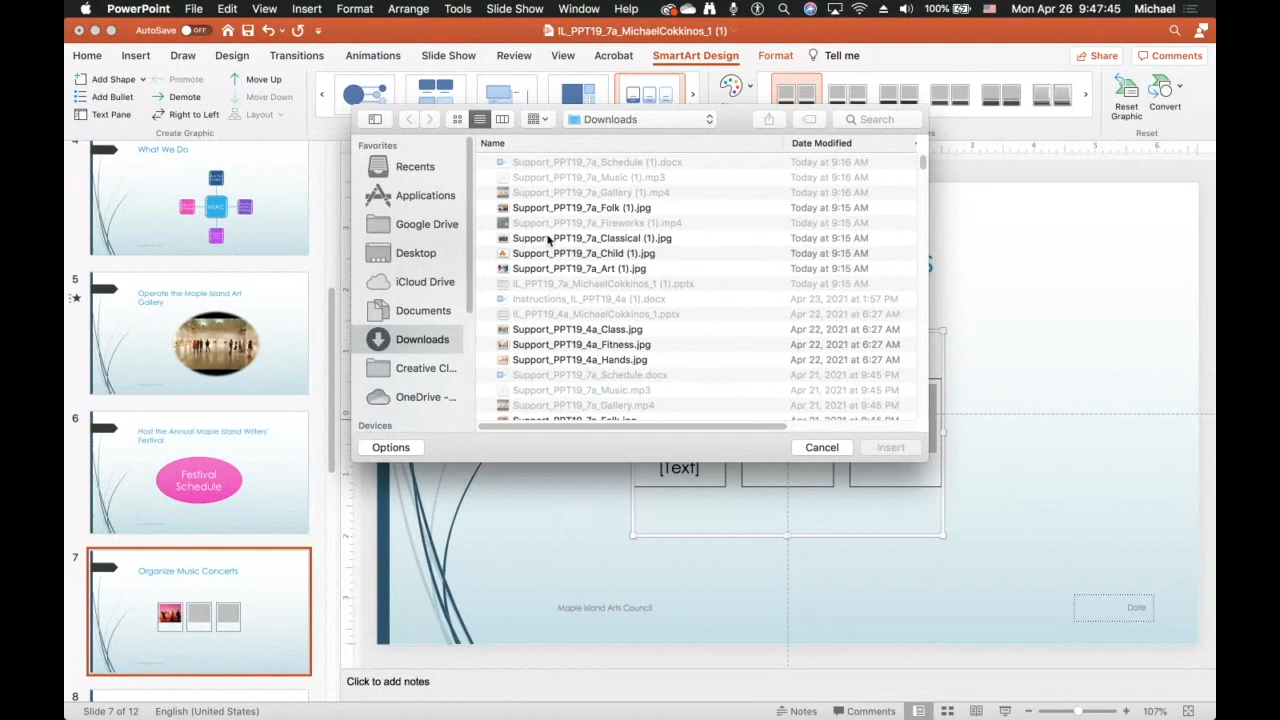 PowerPoint File Edit View Insert Format Arrange Tools Slide Show Window Help 100% Mon Apr 26 9:47:45 Michael
AutoSave OFF IL_PPT19_7a_MichaelCokkinos_1 (1)
Home Insert Draw Design Transitions Animations Slide Show Review View Acrobat SmartArt Design Format Tell me Share Comments
Add Shape Promote Move Up
Add Bullet Demote Move Down
Text Pane Right to Left Layout
Create Graphic
Reset Graphic
Convert
Reset
Downloads
Search
Favorites
Recents
Applications
Google Drive
Desktop
iCloud Drive
Documents
Downloads
Creative Cl...
OneDrive -...
Devices
Name Date Modified
Support_PPT19_7a_Schedule (1).docx Today at 9:16 AM
Support_PPT19_7a_Music (1).mp3 Today at 9:16 AM
Support_PPT19_7a_Gallery (1).mp4 Today at 9:16 AM
Support_PPT19_7a_Folk (1).jpg Today at 9:15 AM
Support_PPT19_7a_Fireworks (1).mp4 Today at 9:15 AM
Support_PPT19_7a_Classical (1).jpg Today at 9:15 AM
Support_PPT19_7a_Child (1).jpg Today at 9:15 AM
Support_PPT19_7a_Art (1).jpg Today at 9:15 AM
IL_PPT19_7a_MichaelCokkinos_1 (1).pptx Today at 9:15 AM
Instructions_IL_PPT19_4a (1).docx Apr 23, 2021 at 1:57 PM
IL_PPT19_4a_MichaelCokkinos_1.pptx Apr 22, 2021 at 6:27 AM
Support_PPT19_4a_Class.jpg Apr 22, 2021 at 6:27 AM
Support_PPT19_4a_Fitness.jpg Apr 22, 2021 at 6:27 AM
Support_PPT19_4a_Hands.jpg Apr 22, 2021 at 6:27 AM
Support_PPT19_7a_Schedule.docx Apr 21, 2021 at 9:45 PM
Support_PPT19_7a_Music.mp3 Apr 21, 2021 at 9:45 PM
Support_PPT19_7a_Gallery.mp4 Apr 21, 2021 at 9:45 PM
Support_PPT19_7a_Folk.jpg
Options Cancel Insert
4
What We Do
MIAC
5
Operate the Maple Island Art
Gallery
6
Host the Annual Maple Island Writers'
Festival
Festival
Schedule
7
Organize Music Concerts
8
[Text]
Maple Island Arts Council
Date
3 4 5 6
3
0
1
2
3
Click to add notes
Slide 7 of 12 English (United States) Notes Comments 107%